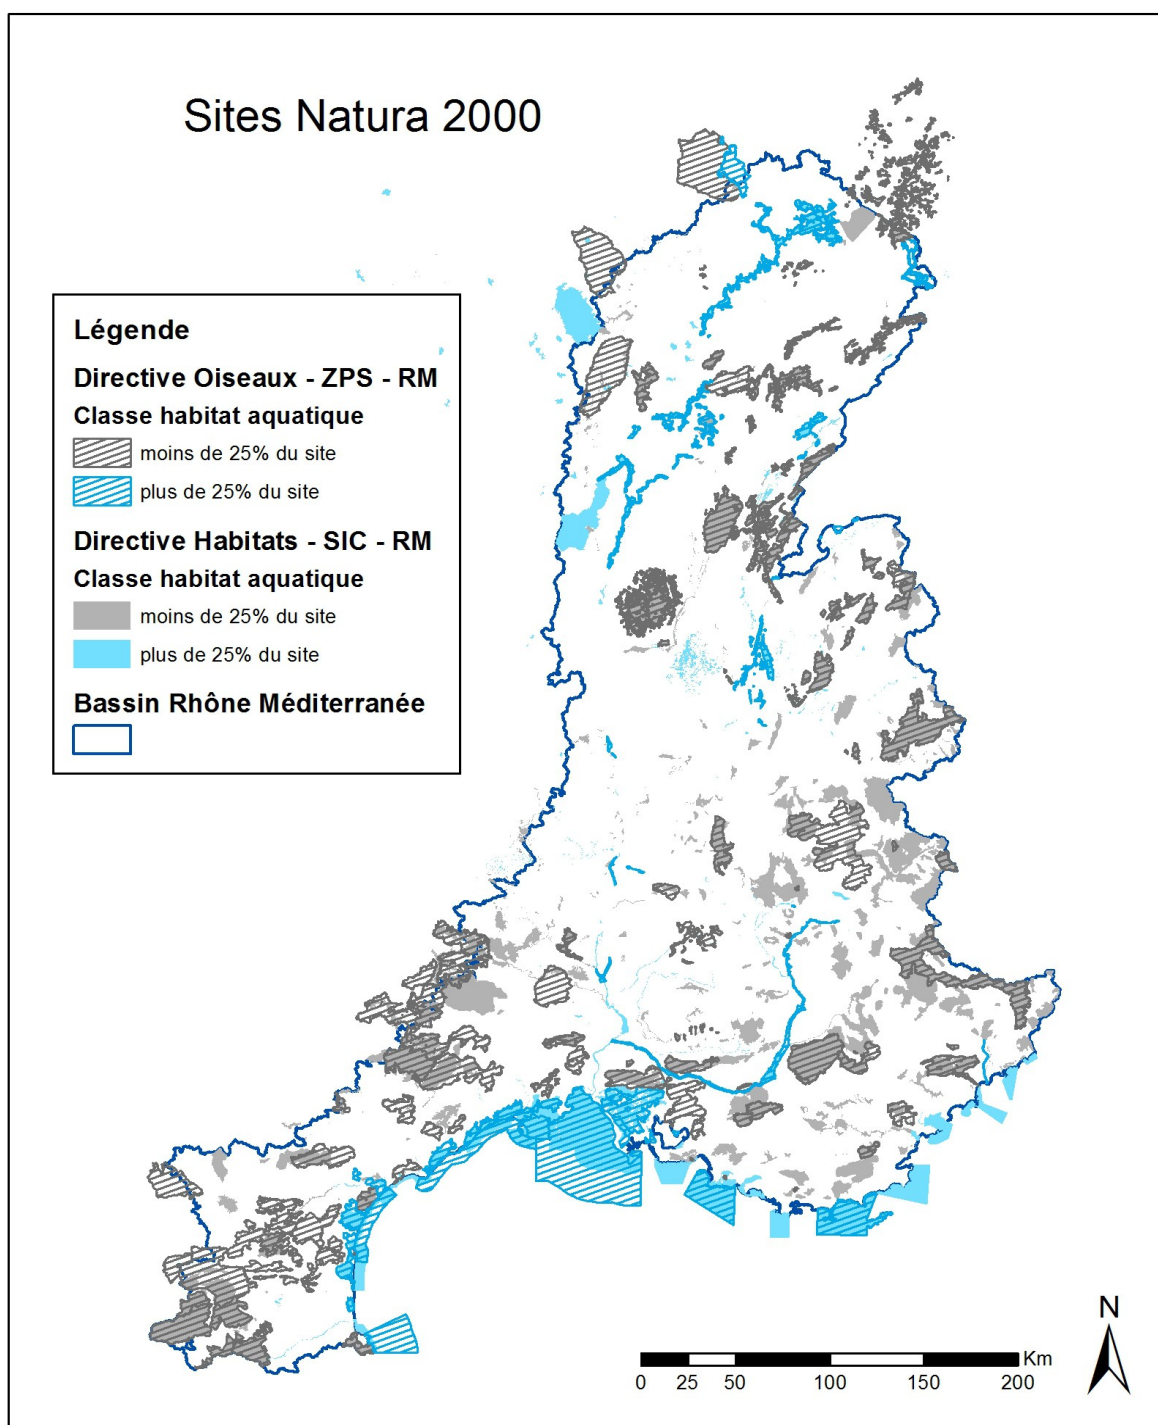 Sites Natura 2000
Légende
Directive Oiseaux - ZPS - RM
Classe habitat aquatique
moins de 25% du site
plus de 25% du site
Directive Habitats - SIC - RM
Classe habitat aquatique
moins de 25% du site
plus de 25% du site
Bassin Rhône Méditerranée
N
Km
0 25 50 100 150 200